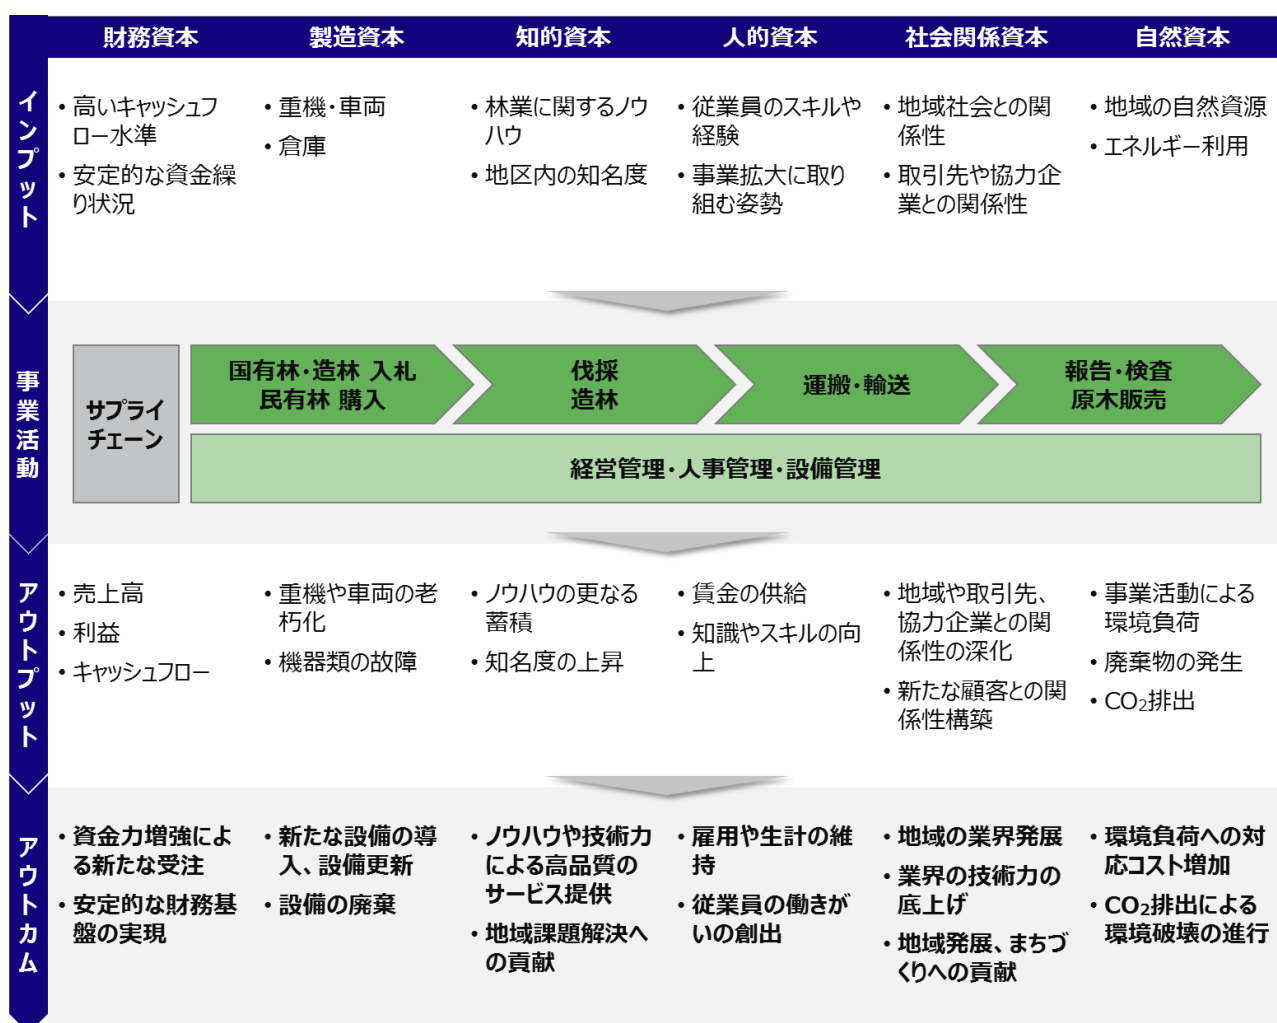 財務資本
製造資本
知的資本
人的資本
社会関係資本
自然資本
インプット
• 高いキャッシュフ
ロー水準
• 安定的な資金繰
り状況
• 重機・車両
• 倉庫
• 林業に関するノウ
ハウ
• 地区内の知名度
• 従業員のスキルや
経験
• 事業拡大に取り
組む姿勢
• 地域社会との関
係性
• 取引先や協力企
業との関係性
• 地域の自然資源
• エネルギー利用
事業活動
サプライ
チェーン
国有林・造林 入札
民有林 購入
伐採
造林
運搬・輸送
報告・検査
原木販売
経営管理・人事管理・設備管理
アウトプット
• 売上高
• 利益
• キャッシュフロー
• 重機や車両の老
朽化
• 機器類の故障
• ノウハウの更なる
蓄積
• 知名度の上昇
• 賃金の供給
• 知識やスキルの向
上
• 地域や取引先、
協力企業との関
係性の深化
• 新たな顧客との関
係性構築
• 事業活動による
環境負荷
• 廃棄物の発生
• CO₂排出
アウトカム
• 資金力増強によ
る新たな受注
• 安定的な財務基
盤の実現
• 新たな設備の導
入、設備更新
• 設備の廃棄
• ノウハウや技術力
による高品質の
サービス提供
• 地域課題解決へ
の貢献
• 雇用や生計の維
持
• 従業員の働きが
いの創出
• 地域の業界発展
• 業界の技術力の
底上げ
• 地域発展、まちづ
くりへの貢献
• 環境負荷への対
応コスト増加
• CO₂排出による
環境破壊の進行